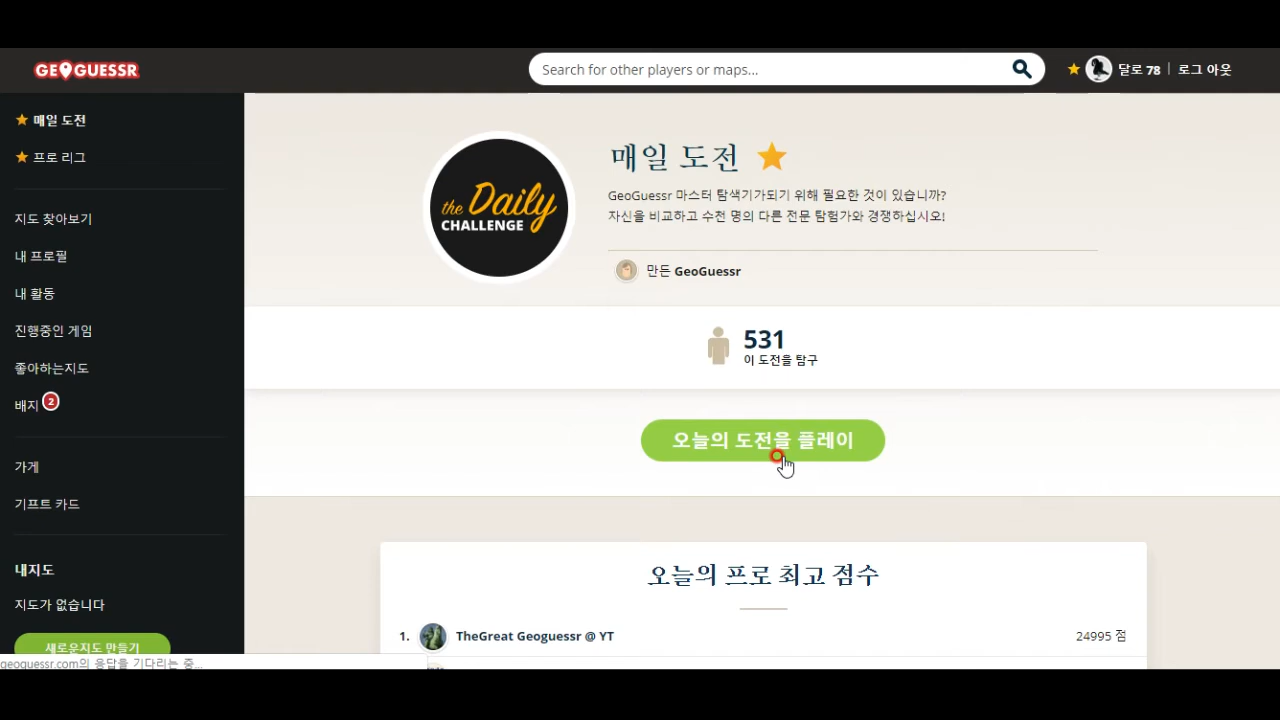 GEOGUESSR
Search for other players or maps...
달로 78 | 로그 아웃
매일 도전
프로 리그
지도 찾아보기
내 프로필
내 활동
진행중인 게임
좋아하는지도
배지 2
가게
기프트 카드
내지도
지도가 없습니다
새로운지도 만들기
geoguessr.com의 응답을 기다리는 중...
the Daily
CHALLENGE
매일 도전
GeoGuessr 마스터 탐색기가되기 위해 필요한 것이 있습니까?
자신을 비교하고 수천 명의 다른 전문 탐험가와 경쟁하십시오!
만든 GeoGuessr
531
이 도전을 탐구
오늘의 도전을 플레이
오늘의 프로 최고 점수
1. TheGreat Geoguessr @ YT 24995 점